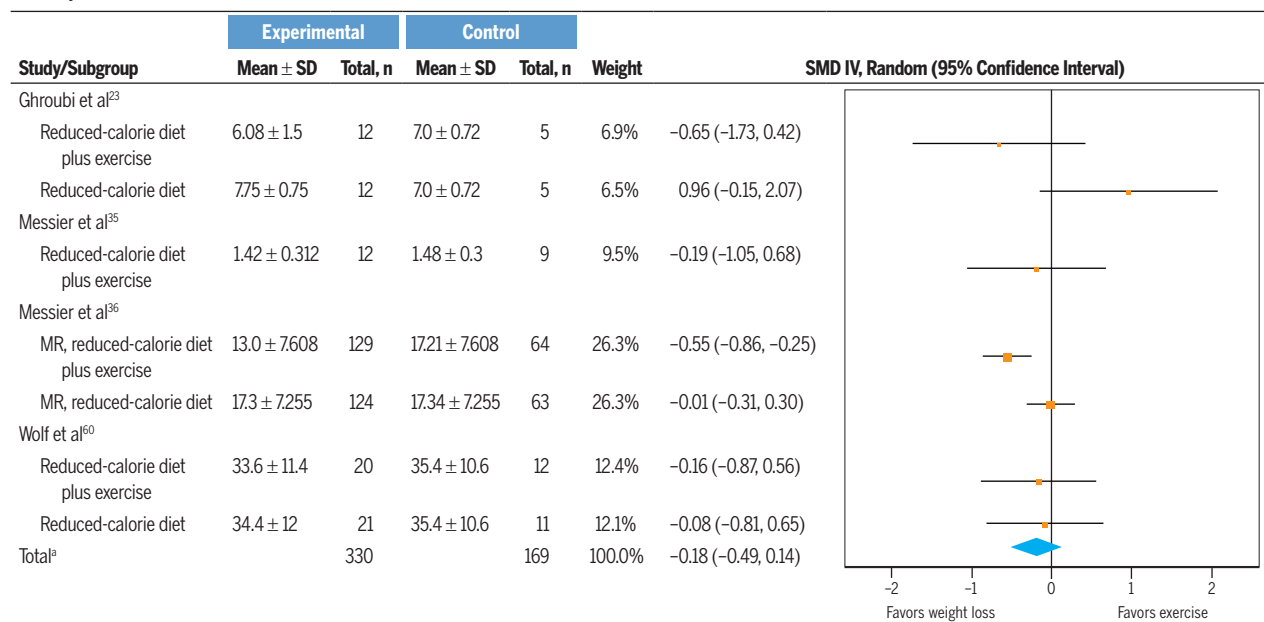 Experimental Control
Study/Subgroup Mean ± SD Total, n Mean ± SD Total, n Weight SMD IV, Random (95% Confidence Interval)
Ghroubi et al23
Reduced-calorie diet 6.08 ± 1.5 12 7.0 ± 0.72 5 6.9% −0.65 (−1.73, 0.42)
plus exercise
Reduced-calorie diet 7.75 ± 0.75 12 7.0 ± 0.72 5 6.5% 0.96 (−0.15, 2.07)
Messier et al35
Reduced-calorie diet 1.42 ± 0.312 12 1.48 ± 0.3 9 9.5% −0.19 (−1.05, 0.68)
plus exercise
Messier et al36
MR, reduced-calorie diet 13.0 ± 7.608 129 17.21 ± 7.608 64 26.3% −0.55 (−0.86, −0.25)
plus exercise
MR, reduced-calorie diet 17.3 ± 7.255 124 17.34 ± 7.255 63 26.3% −0.01 (−0.31, 0.30)
Wolf et al60
Reduced-calorie diet 33.6 ± 11.4 20 35.4 ± 10.6 12 12.4% −0.16 (−0.87, 0.56)
plus exercise
Reduced-calorie diet 34.4 ± 12 21 35.4 ± 10.6 11 12.1% −0.08 (−0.81, 0.65)
Totala 330 169 100.0% −0.18 (−0.49, 0.14)
−2 −1 0 1 2
Favors weight loss Favors exercise